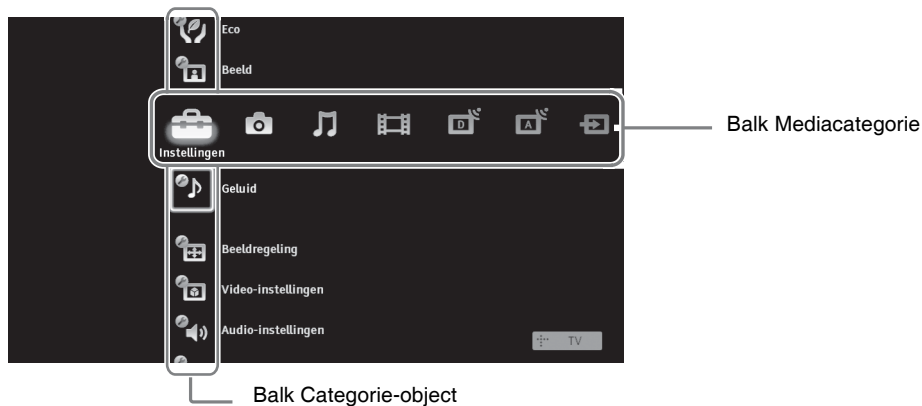 Eco
Beeld
D
A
Balk Mediacategorie
Instellingen
Geluid
Beeldregeling
Video-instellingen
Audio-instellingen
TV
Balk Categorie-object